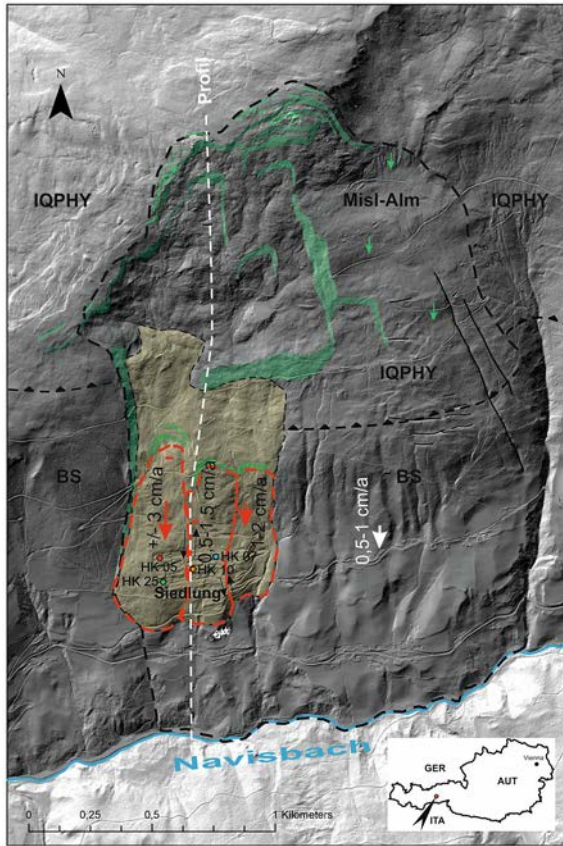 N
Profil
IQPHY
Misl-Alm
IQPHY
IQPHY
BS
+/- 3 cm/a
0,5-1,5 cm/a
2 cm/a
BS
0,5-1 cm/a
HK 05
HK 10
HK 25
Siedlung
Navisbach
GER
Vienna
AUT
ITA
0 0,25 0,5 1 Kilometers